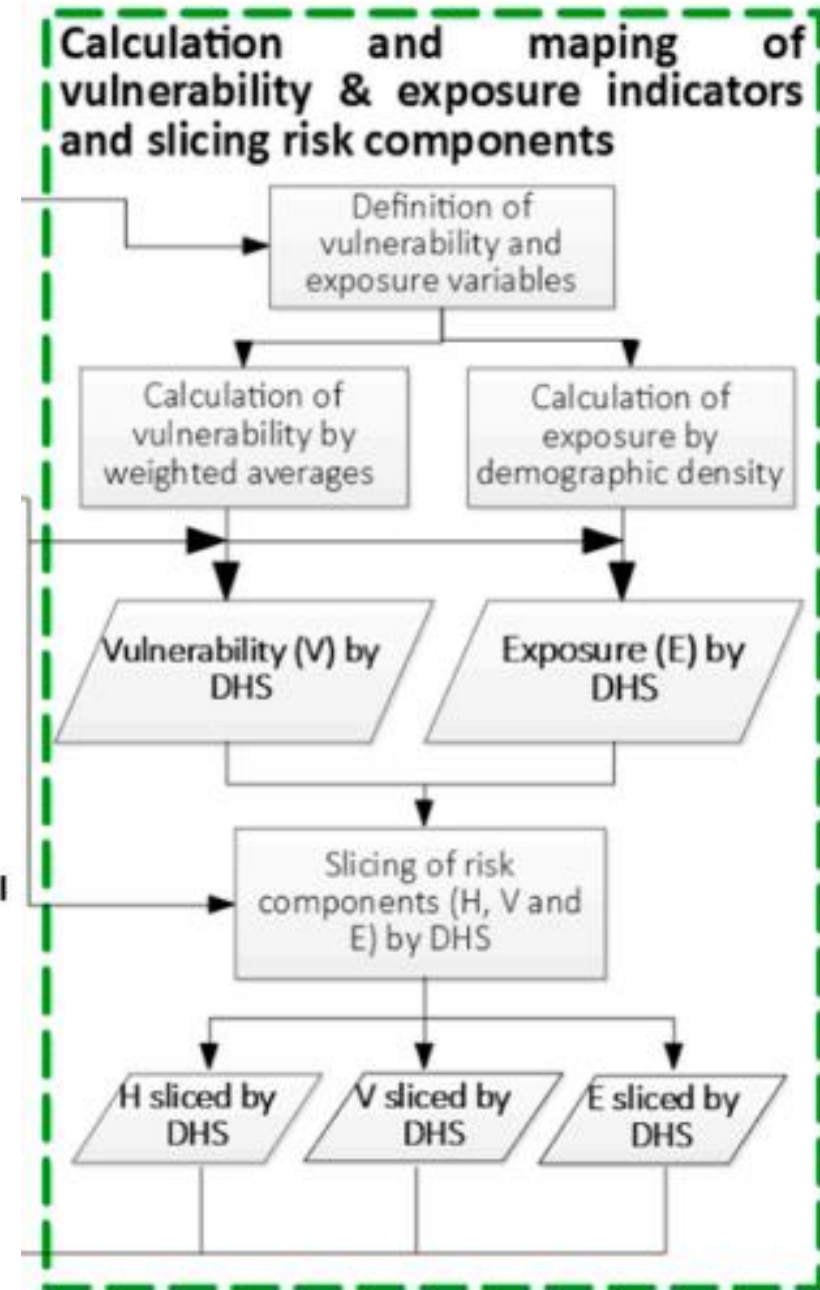 Calculation and maping of
vulnerability & exposure indicators
and slicing risk components
Definition of
vulnerability and
exposure variables
Calculation of
vulnerability by
weighted averages
Calculation of
exposure by
demographic density
Vulnerability (V) by
DHS
Exposure (E) by
DHS
Slicing of risk
components (H, V and
E) by DHS
H sliced by
DHS
V sliced by
DHS
E sliced by
DHS